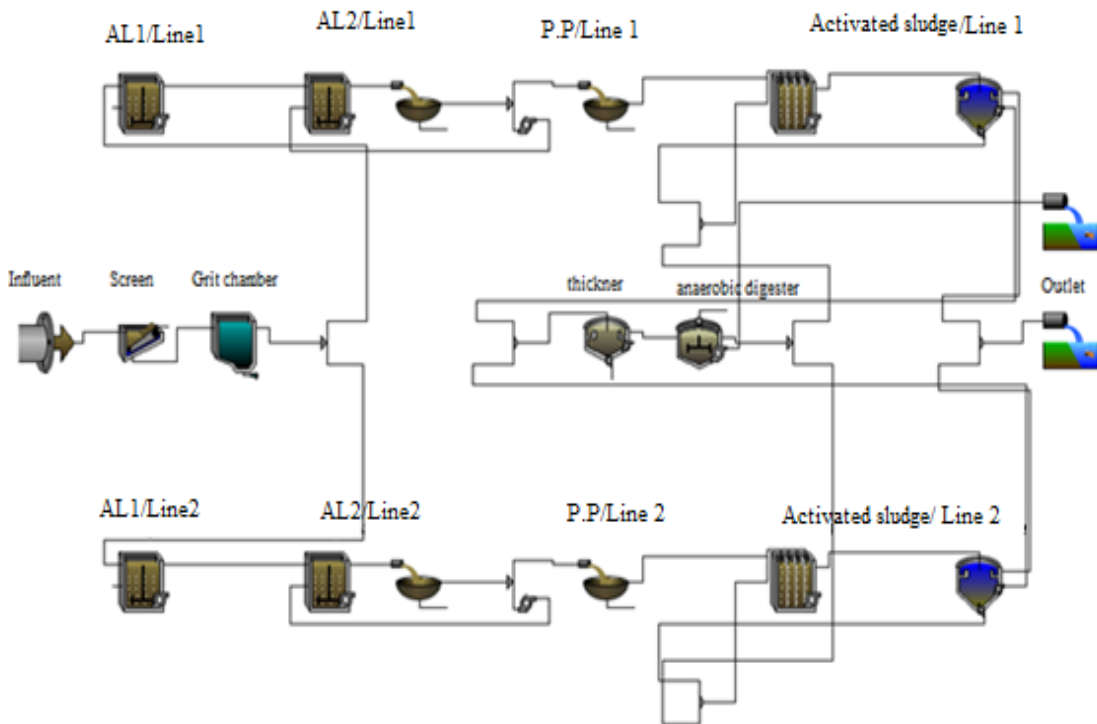 AL1/Line1
AL2/Line1
P.P/Line 1
Activated sludge/Line 1
Influent
Screen
Grit chamber
thickner
anaerobic digester
Outlet
AL1/Line2
AL2/Line2
P.P/Line 2
Activated sludge/ Line 2